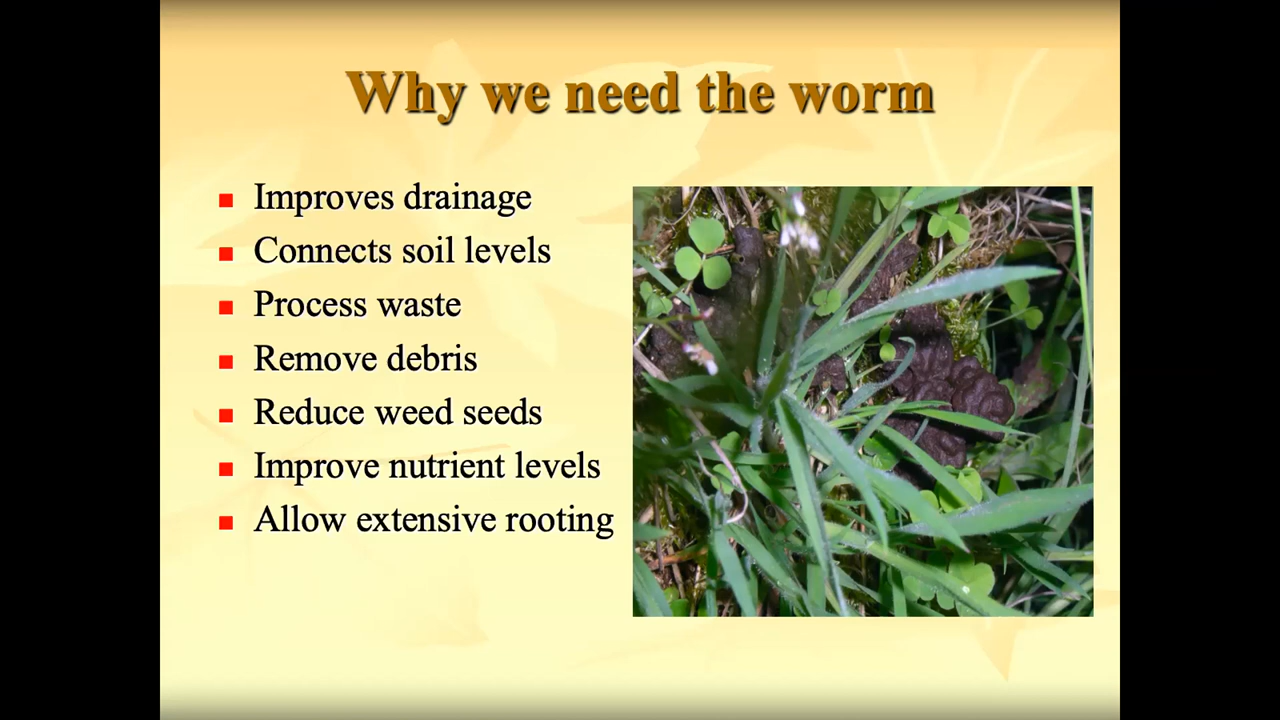 Why we need the worm
Improves drainage
Connects soil levels
Process waste
Remove debris
Reduce weed seeds
Improve nutrient levels
Allow extensive rooting